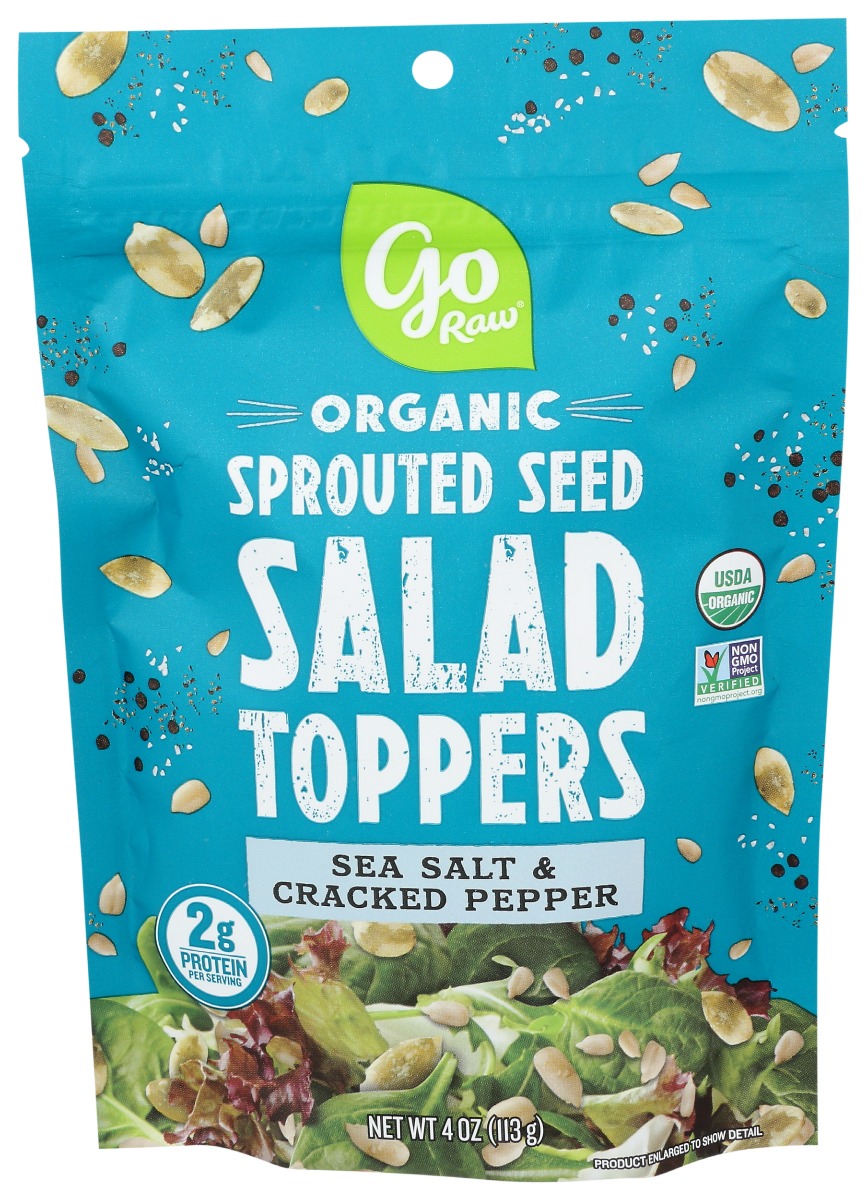 go
Raw®
ORGANIC
SPROUTED SEED
SALAD
TOPPERS
USDA
ORGANIC
NON
GMO
Project
VERIFIED
nongmoproject.org
SEA SALT &
CRACKED PEPPER
2g
PROTEIN
PER SERVING
NET WT 4 OZ (113 g)
PRODUCT ENLARGED TO SHOW DETAIL